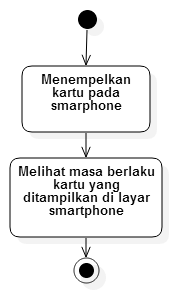 Menempelkan
kartu pada
smarphone
Melihat masa berlaku
kartu yang
ditampilkan di layar
smartphone